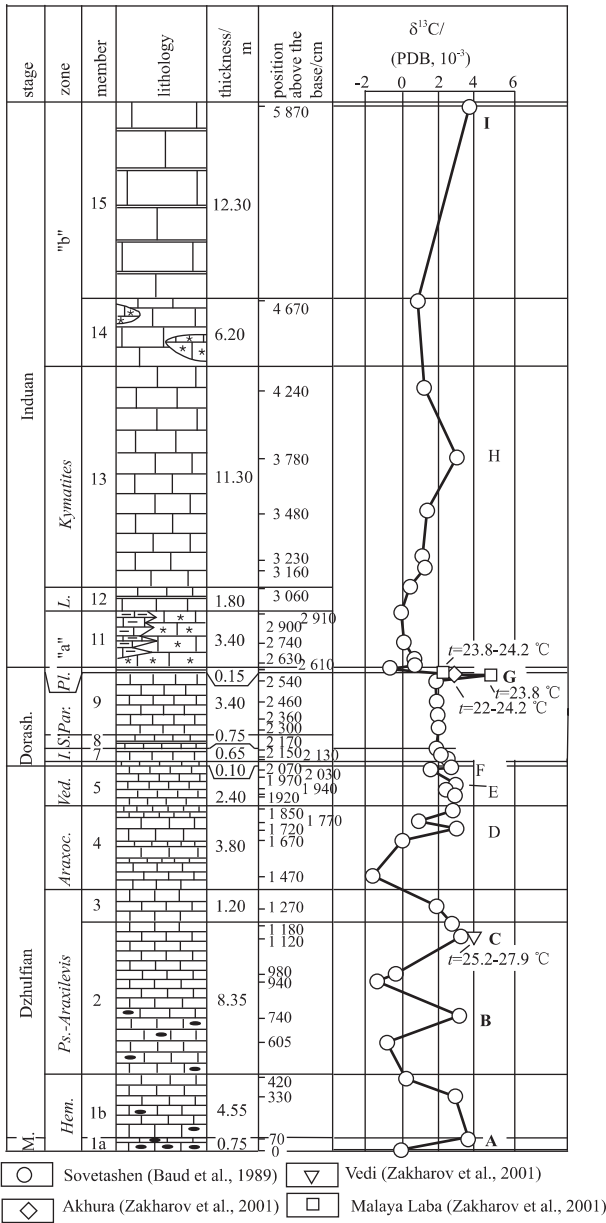 stage
zone
member
lithology
thickness/
m
position
above the
base/cm
δ¹³C/
(PDB, 10⁻³)
-2 0 2 4 6
5 870
I
15
12.30
"b"
4 670
14
6.20
Induan
4 240
Kymatites
13
11.30
3 780
H
3 480
3 230
3 160
L.
12
1.80
3 060
"a"
11
3.40
2 910
2 900
2 740
2 630
2 610
t=23.8-24.2 ℃
G
t=23.8 ℃
t=22-24.2 ℃
Pl.
0.15
2 540
Dorash.
Par.
9
3.40
2 460
2 360
2 300
I.S
8
0.75
2 170
7
0.65
2 150
2 130
0.10
2 070
2 030
F
Ved.
5
2.40
1 970
1 940
1920
E
Araxoc.
4
3.80
1 850
1 770
1 720
1 670
D
1 470
Dzhulfian
3
1.20
1 270
Ps.-Araxilevis
2
8.35
1 180
1 120
C
t=25.2-27.9 ℃
980
940
740
B
605
Hem.
1b
4.55
420
330
M.
1a
0.75
70
0
A
Sovetashen (Baud et al., 1989)
Vedi (Zakharov et al., 2001)
Akhura (Zakharov et al., 2001)
Malaya Laba (Zakharov et al., 2001)